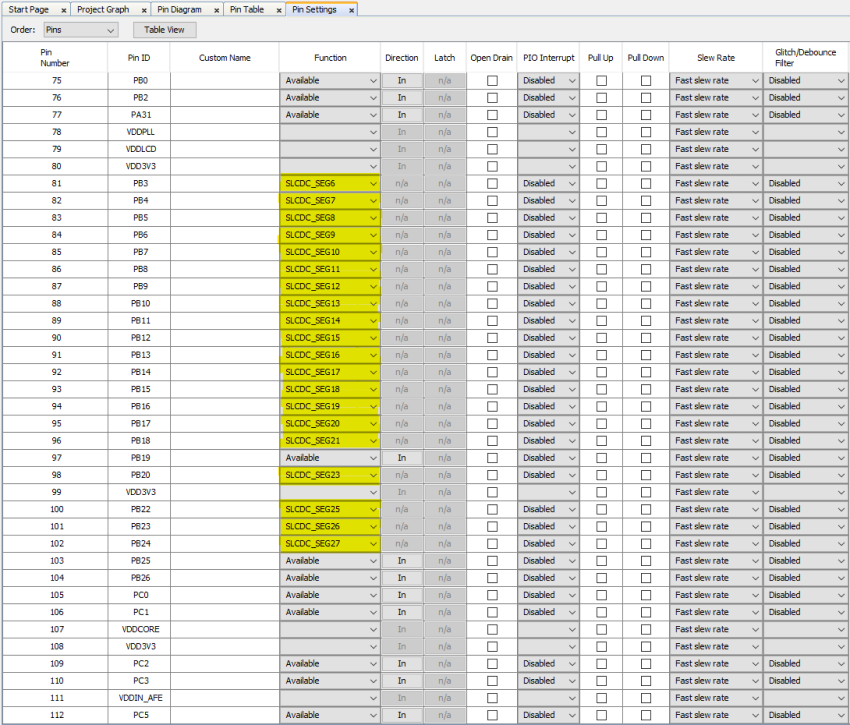 Start Page × Project Graph × Pin Diagram × Pin Table × Pin Settings ×
Order: Pins Table View
Pin Number Pin ID Custom Name Function Direction Latch Open Drain PIO Interrupt Pull Up Pull Down Slew Rate Glitch/Debounce Filter
75 PB0 Available In n/a Disabled Fast slew rate Disabled
76 PB2 Available In n/a Disabled Fast slew rate Disabled
77 PA31 Available In n/a Disabled Fast slew rate Disabled
78 VDDPLL In n/a Fast slew rate
79 VDDLCD In n/a Fast slew rate
80 VDD3V3 In n/a Fast slew rate
81 PB3 SLCDC_SEG6 n/a n/a Disabled Fast slew rate Disabled
82 PB4 SLCDC_SEG7 n/a n/a Disabled Fast slew rate Disabled
83 PB5 SLCDC_SEG8 n/a n/a Disabled Fast slew rate Disabled
84 PB6 SLCDC_SEG9 n/a n/a Disabled Fast slew rate Disabled
85 PB7 SLCDC_SEG10 n/a n/a Disabled Fast slew rate Disabled
86 PB8 SLCDC_SEG11 n/a n/a Disabled Fast slew rate Disabled
87 PB9 SLCDC_SEG12 n/a n/a Disabled Fast slew rate Disabled
88 PB10 SLCDC_SEG13 n/a n/a Disabled Fast slew rate Disabled
89 PB11 SLCDC_SEG14 n/a n/a Disabled Fast slew rate Disabled
90 PB12 SLCDC_SEG15 n/a n/a Disabled Fast slew rate Disabled
91 PB13 SLCDC_SEG16 n/a n/a Disabled Fast slew rate Disabled
92 PB14 SLCDC_SEG17 n/a n/a Disabled Fast slew rate Disabled
93 PB15 SLCDC_SEG18 n/a n/a Disabled Fast slew rate Disabled
94 PB16 SLCDC_SEG19 n/a n/a Disabled Fast slew rate Disabled
95 PB17 SLCDC_SEG20 n/a n/a Disabled Fast slew rate Disabled
96 PB18 SLCDC_SEG21 n/a n/a Disabled Fast slew rate Disabled
97 PB19 Available In n/a Disabled Fast slew rate Disabled
98 PB20 SLCDC_SEG23 n/a n/a Disabled Fast slew rate Disabled
99 VDD3V3 In n/a Fast slew rate
100 PB22 SLCDC_SEG25 n/a n/a Disabled Fast slew rate Disabled
101 PB23 SLCDC_SEG26 n/a n/a Disabled Fast slew rate Disabled
102 PB24 SLCDC_SEG27 n/a n/a Disabled Fast slew rate Disabled
103 PB25 Available In n/a Disabled Fast slew rate Disabled
104 PB26 Available In n/a Disabled Fast slew rate Disabled
105 PC0 Available In n/a Disabled Fast slew rate Disabled
106 PC1 Available In n/a Disabled Fast slew rate Disabled
107 VDDCORE In n/a Fast slew rate
108 VDD3V3 In n/a Fast slew rate
109 PC2 Available In n/a Disabled Fast slew rate Disabled
110 PC3 Available In n/a Disabled Fast slew rate Disabled
111 VDDIN_AFE In n/a Fast slew rate
112 PC5 Available In n/a Disabled Fast slew rate Disabled